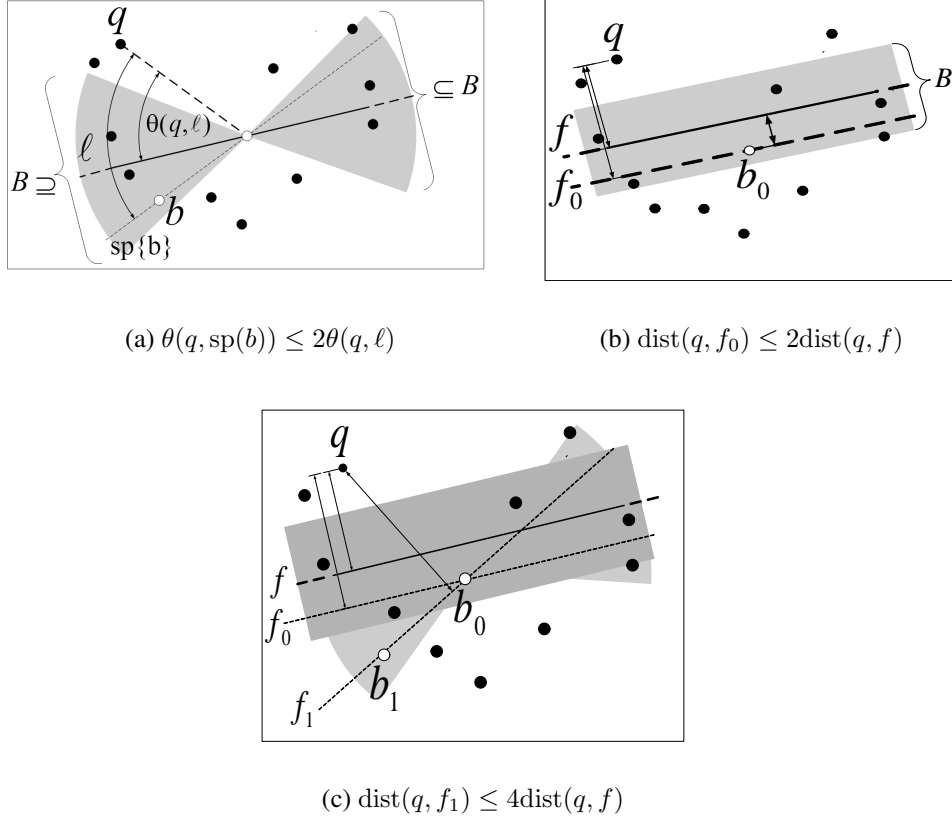 q
θ(q, ℓ)
⊆ B
B ⊇
ℓ
b
sp{b}
(a) θ(q, sp(b)) ≤ 2θ(q, ℓ)
q
B
f
f₀
b₀
(b) dist(q, f₀) ≤ 2dist(q, f)
q
f
f₀
b₀
b₁
f₁
(c) dist(q, f₁) ≤ 4dist(q, f)